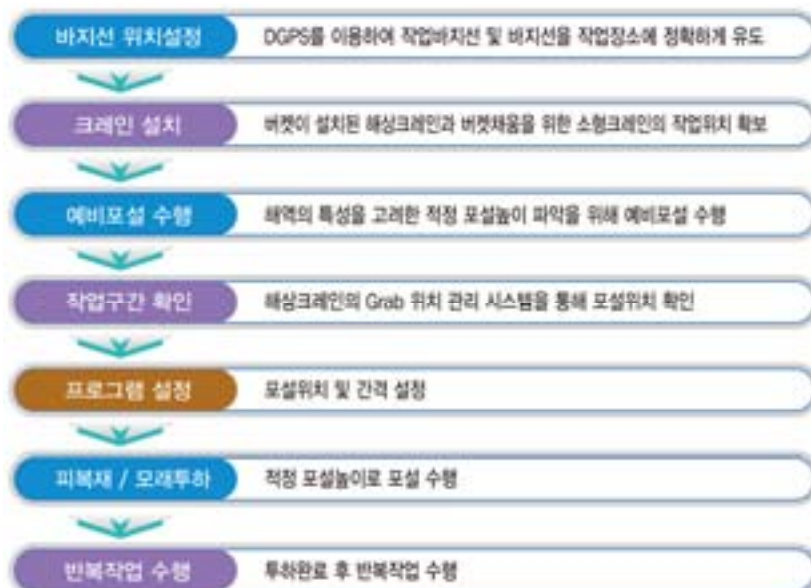 바지선 위치설정
DGPS를 이용하여 작업바지선 및 바지선을 작업장소에 정확하게 유도
크레인 설치
버켓이 설치된 해상크레인과 버켓채움을 위한 소형크레인의 작업위치 확보
예비포설 수행
해역의 특성을 고려한 적정 포설높이 파악을 위해 예비포설 수행
작업구간 확인
해상크레인의 Grab 위치 관리 시스템을 통해 포설위치 확인
프로그램 설정
포설위치 및 간격 설정
피복재 / 모래투하
적정 포설높이로 포설 수행
반복작업 수행
투하완료 후 반복작업 수행